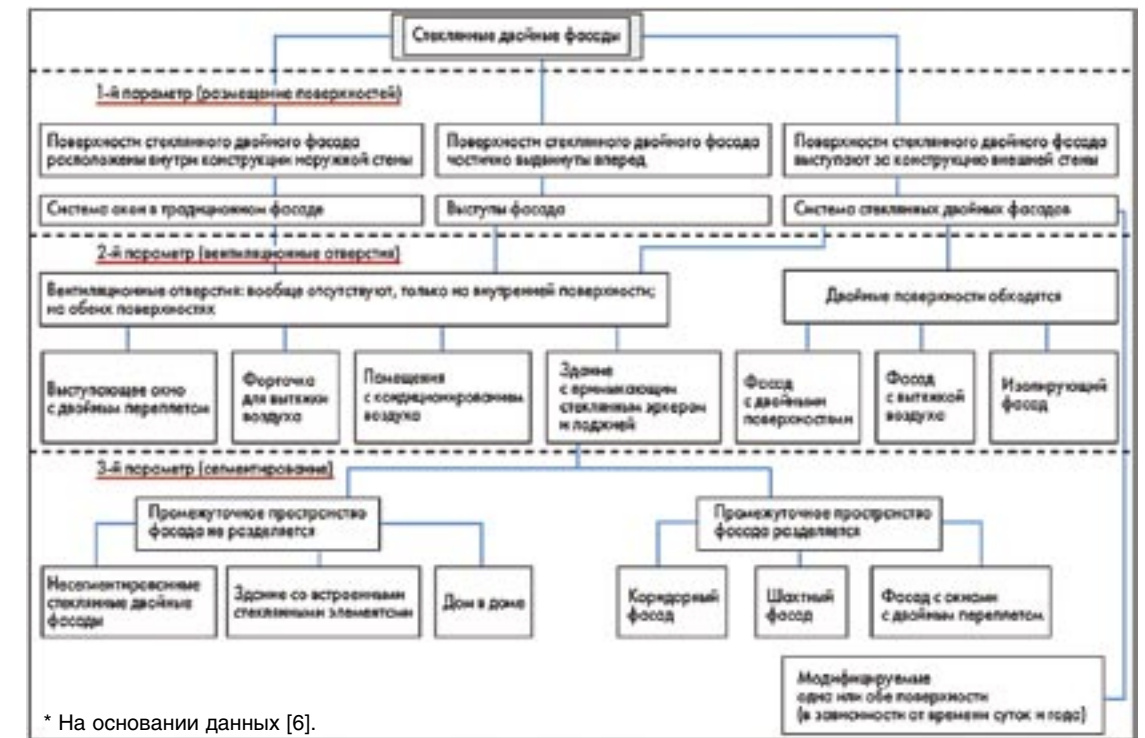 Стеклянные двойные фасады
1-й параметр (размещение поверхностей)
Поверхности стеклянного двойного фасада
расположены внутри конструкции наружной стены
Поверхности стеклянного двойного фасада
частично выдвинуты вперед
Поверхности стеклянного двойного фасада
выступают за конструкцию внешней стены
Система окон в традиционном фасаде
Выступы фасада
Система стеклянных двойных фасадов
2-й параметр (вентиляционные отверстия)
Вентиляционные отверстия: вообще отсутствуют, только на внутренней поверхности;
на обеих поверхностях
Двойные поверхности обходятся
Выступающее окно
с двойным переплетом
Форточка
для вытяжки
воздуха
Помещения
с кондиционированием
воздуха
Здание
с примыкающим
стеклянным эркером
и лоджией
Фасад
с двойными
поверхностями
Фасад
с вытяжкой
воздуха
Изолирующий
фасад
3-й параметр (сегментирование)
Промежуточное пространство
фасада не разделяется
Промежуточное пространство
фасада разделяется
Несегментированные
стеклянные двойные
фасады
Здание со встроенными
стеклянными элементами
Дом в доме
Коридорный
фасад
Шахтный
фасад
Фасад с окнами
с двойным переплетом
Модифицируемые
одна или обе поверхности
(в зависимости от времени суток и года)
* На основании данных [6].